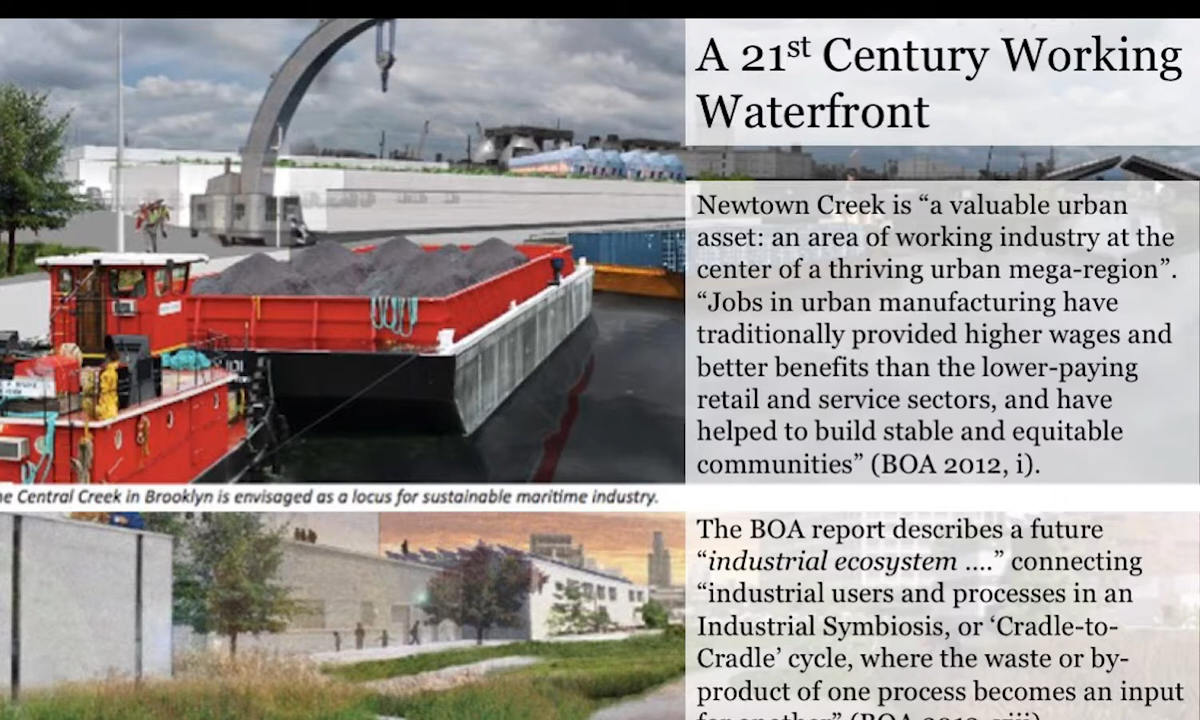 A 21st Century Working
Waterfront
Newtown Creek is “a valuable urban
asset: an area of working industry at the
center of a thriving urban mega-region”.
“Jobs in urban manufacturing have
traditionally provided higher wages and
better benefits than the lower-paying
retail and service sectors, and have
helped to build stable and equitable
communities” (BOA 2012, i).
Central Creek in Brooklyn is envisaged as a locus for sustainable maritime industry.
The BOA report describes a future
“industrial ecosystem ....” connecting
“industrial users and processes in an
Industrial Symbiosis, or ‘Cradle-to-
Cradle’ cycle, where the waste or by-
product of one process becomes an input